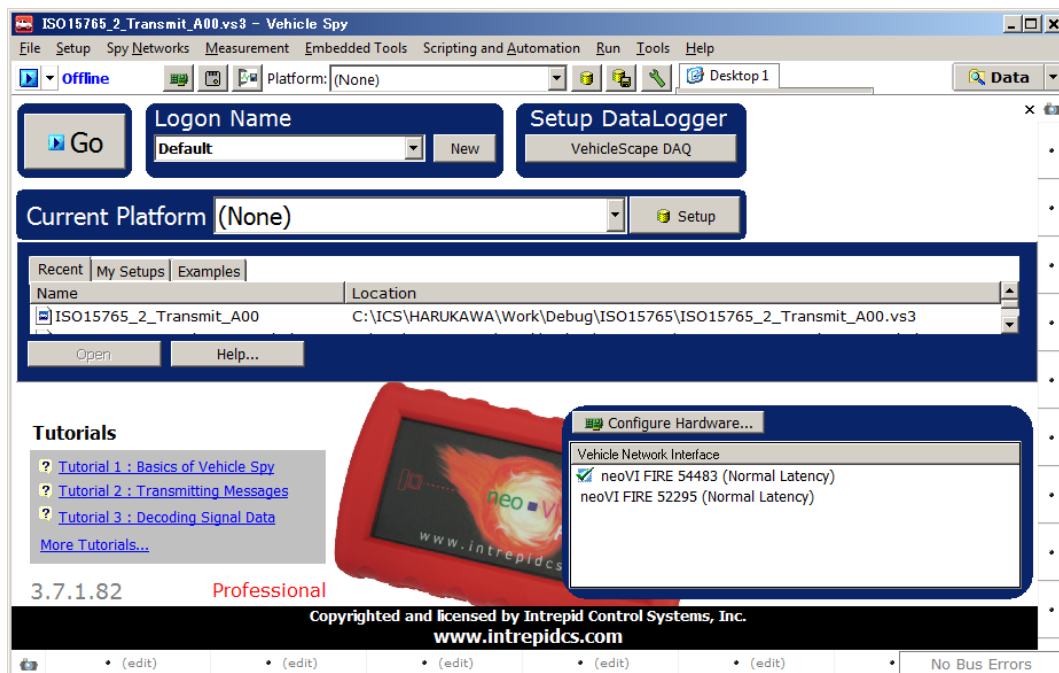 ISO15765_2_Transmit_A00.vs3 - Vehicle Spy
File Setup Spy Networks Measurement Embedded Tools Scripting and Automation Run Tools Help
Offline Platform: (None) Desktop 1 Data
Go
Logon Name
Default New
Setup DataLogger
VehicleScape DAQ
Current Platform (None) Setup
Recent My Setups Examples
Name Location
ISO15765_2_Transmit_A00 C:\ICS\HARUKAWA\Work\Debug\ISO15765\ISO15765_2_Transmit_A00.vs3
Open Help...
Tutorials
Tutorial 1 : Basics of Vehicle Spy
Tutorial 2 : Transmitting Messages
Tutorial 3 : Decoding Signal Data
More Tutorials...
3.7.1.82 Professional
neo VI
www.intrepidcs
Configure Hardware...
Vehicle Network Interface
neoVI FIRE 54483 (Normal Latency)
neoVI FIRE 52295 (Normal Latency)
Copyrighted and licensed by Intrepid Control Systems, Inc.
www.intrepidcs.com
(edit) (edit) (edit) (edit) (edit) No Bus Errors